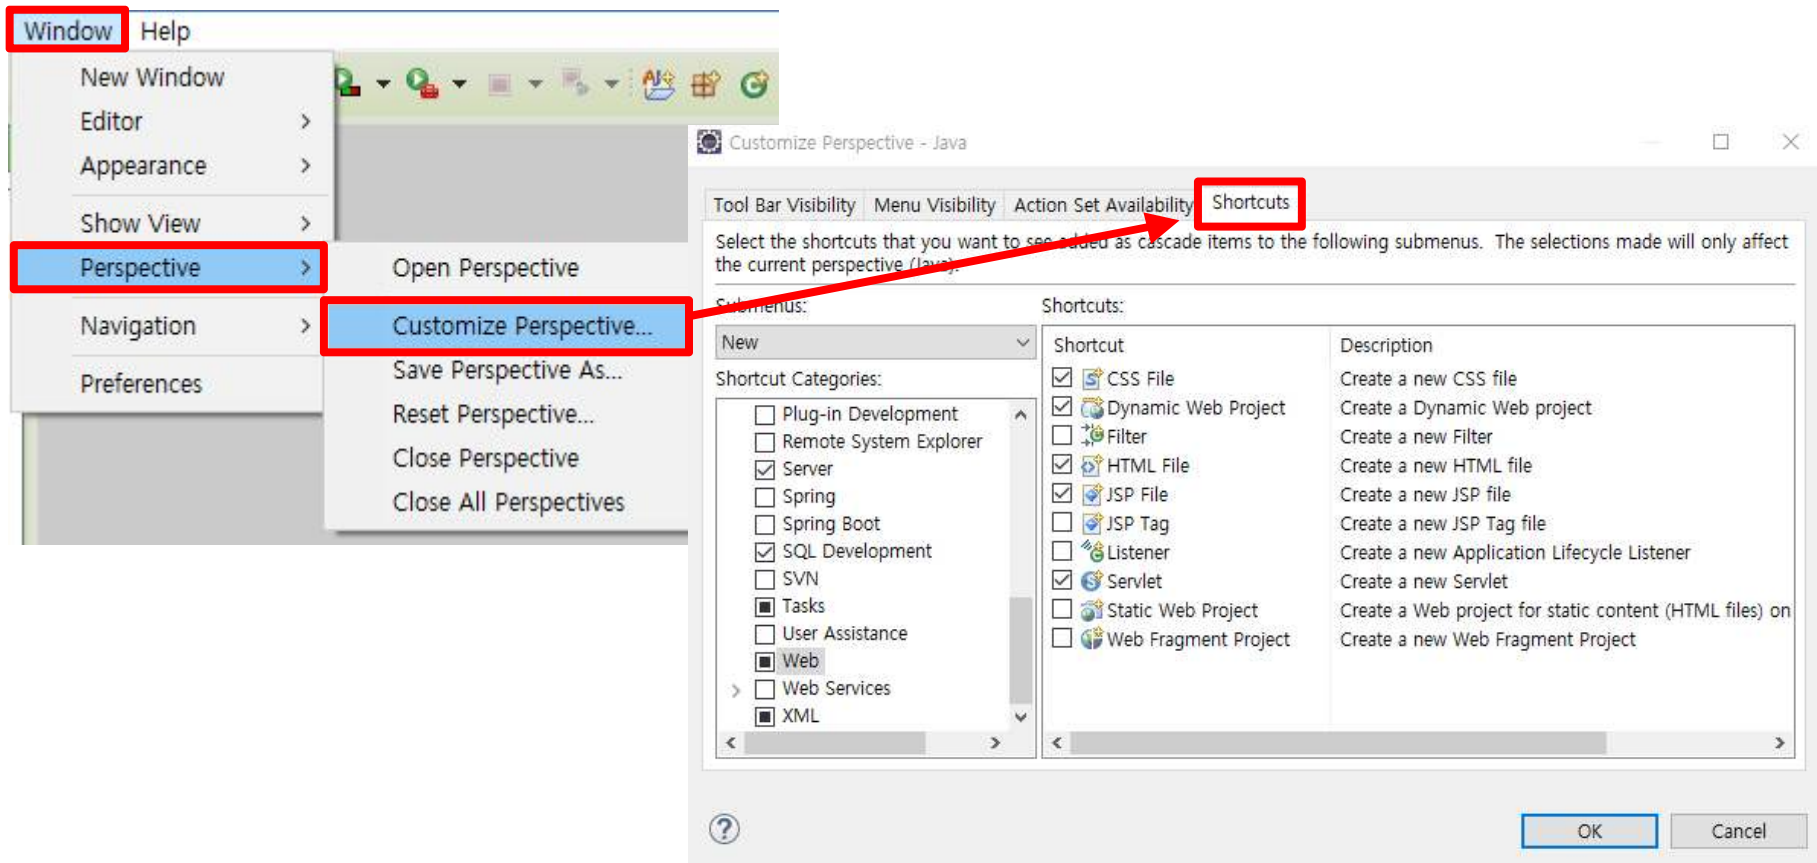 Window Help
New Window
Editor
Appearance
Show View
Perspective
Navigation
Preferences
Open Perspective
Customize Perspective...
Save Perspective As...
Reset Perspective...
Close Perspective
Close All Perspectives
Customize Perspective - Java
Tool Bar Visibility Menu Visibility Action Set Availability Shortcuts
Select the shortcuts that you want to see added as cascade items to the following submenus. The selections made will only affect
the current perspective (Java).
Submenus:
New
Shortcut Categories:
Plug-in Development
Remote System Explorer
Server
Spring
Spring Boot
SQL Development
SVN
Tasks
User Assistance
Web
Web Services
XML
Shortcuts:
Shortcut Description
CSS File Create a new CSS file
Dynamic Web Project Create a Dynamic Web project
Filter Create a new Filter
HTML File Create a new HTML file
JSP File Create a new JSP file
JSP Tag Create a new JSP Tag file
Listener Create a new Application Lifecycle Listener
Servlet Create a new Servlet
Static Web Project Create a Web project for static content (HTML files) on
Web Fragment Project Create a new Web Fragment Project
OK Cancel